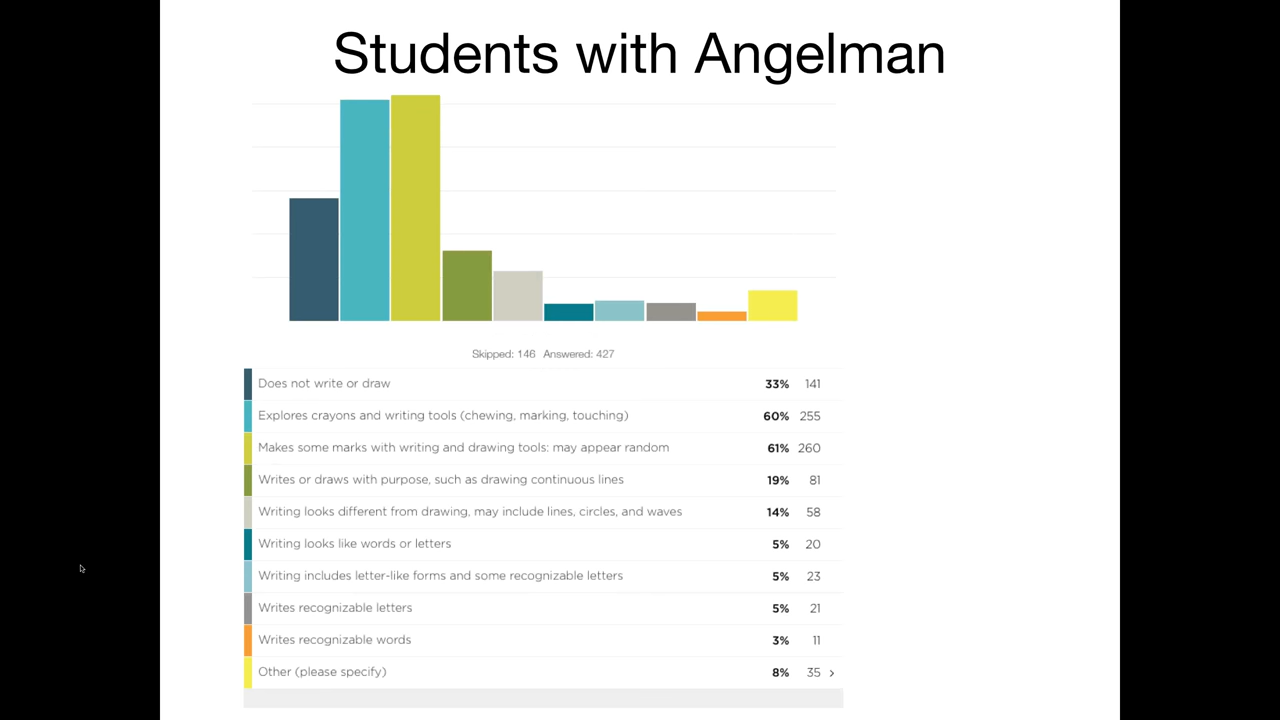 Students with Angelman
Skipped: 146 Answered: 427
Does not write or draw 33% 141
Explores crayons and writing tools (chewing, marking, touching) 60% 255
Makes some marks with writing and drawing tools: may appear random 61% 260
Writes or draws with purpose, such as drawing continuous lines 19% 81
Writing looks different from drawing, may include lines, circles, and waves 14% 58
Writing looks like words or letters 5% 20
Writing includes letter-like forms and some recognizable letters 5% 23
Writes recognizable letters 5% 21
Writes recognizable words 3% 11
Other (please specify) 8% 35 >